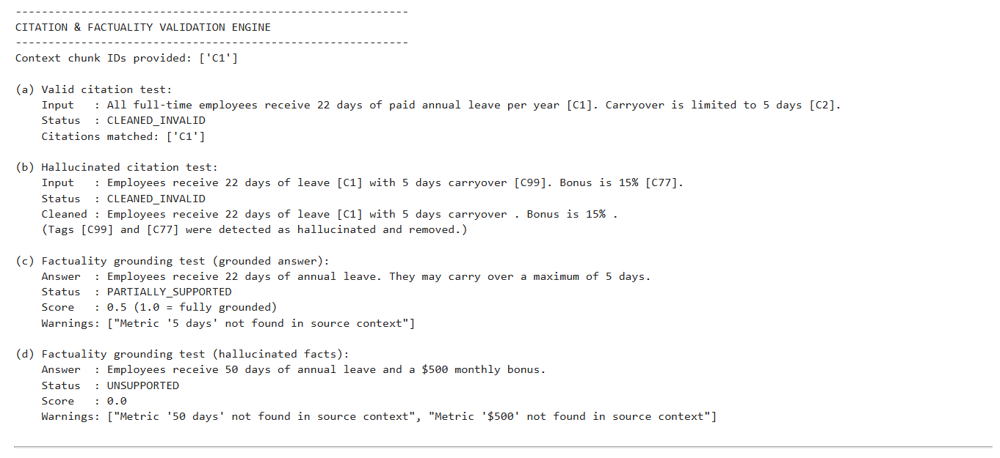 ------------------------------------------------------------
CITATION & FACTUALITY VALIDATION ENGINE
------------------------------------------------------------
Context chunk IDs provided: ['C1']

(a) Valid citation test:
    Input   : All full-time employees receive 22 days of paid annual leave per year [C1]. Carryover is limited to 5 days [C2].
    Status  : CLEANED_INVALID
    Citations matched: ['C1']

(b) Hallucinated citation test:
    Input   : Employees receive 22 days of leave [C1] with 5 days carryover [C99]. Bonus is 15% [C77].
    Status  : CLEANED_INVALID
    Cleaned : Employees receive 22 days of leave [C1] with 5 days carryover . Bonus is 15% .
    (Tags [C99] and [C77] were detected as hallucinated and removed.)

(c) Factuality grounding test (grounded answer):
    Answer  : Employees receive 22 days of annual leave. They may carry over a maximum of 5 days.
    Status  : PARTIALLY_SUPPORTED
    Score   : 0.5 (1.0 = fully grounded)
    Warnings: ["Metric '5 days' not found in source context"]

(d) Factuality grounding test (hallucinated facts):
    Answer  : Employees receive 50 days of annual leave and a $500 monthly bonus.
    Status  : UNSUPPORTED
    Score   : 0.0
    Warnings: ["Metric '50 days' not found in source context", "Metric '$500' not found in source context"]